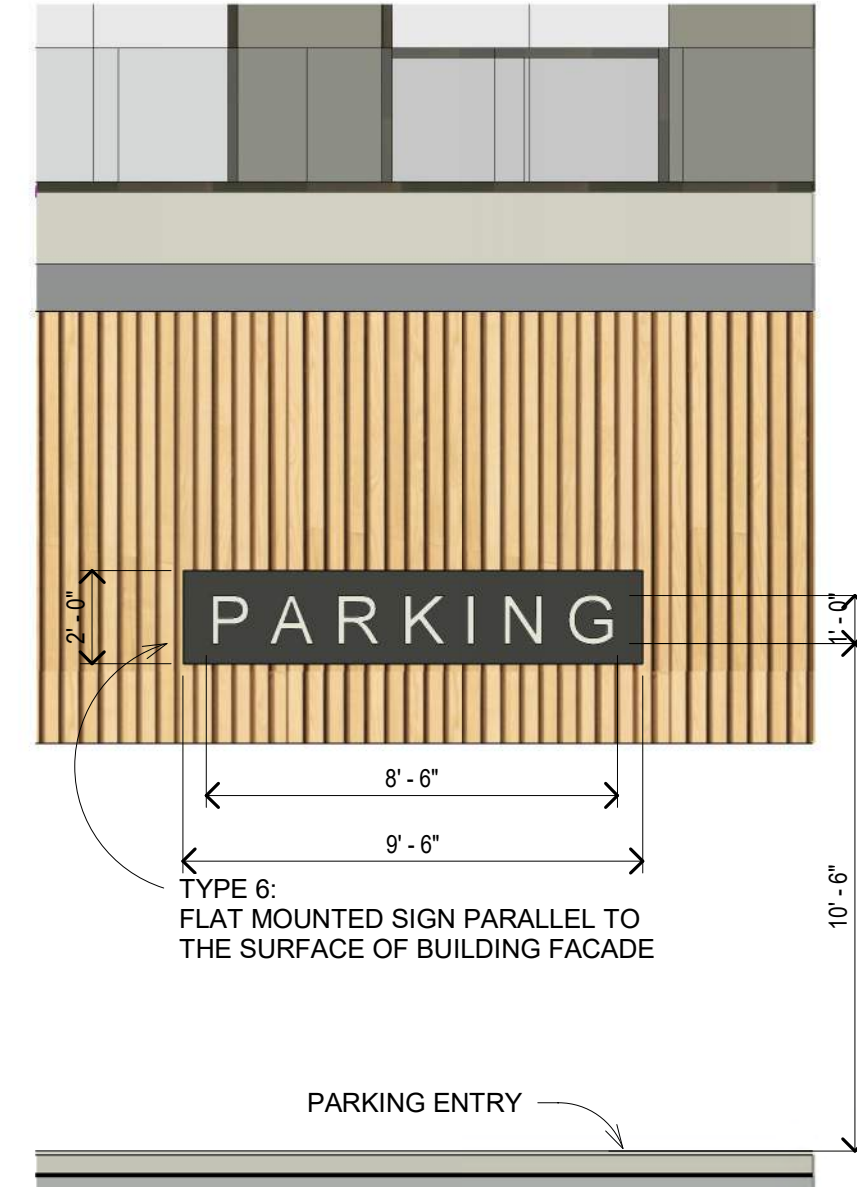 PARKING
2' - 0"
1' - 0"
8' - 6"
9' - 6"
10' - 6"
TYPE 6:
FLAT MOUNTED SIGN PARALLEL TO
THE SURFACE OF BUILDING FACADE
PARKING ENTRY